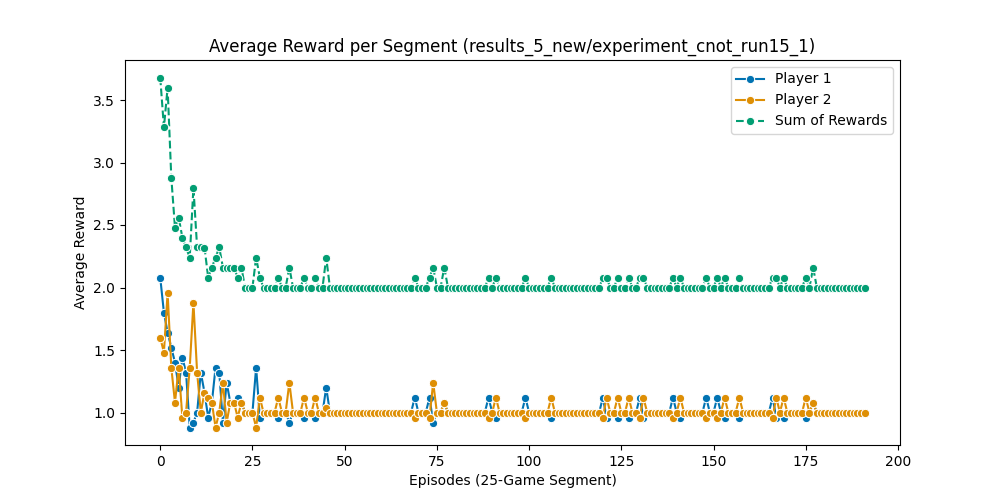 Average Reward per Segment (results_5_new/experiment_cnot_run15_1)
Player 1
Player 2
Sum of Rewards
Average Reward
3.5
3.0
2.5
2.0
1.5
1.0
0 25 50 75 100 125 150 175 200
Episodes (25-Game Segment)